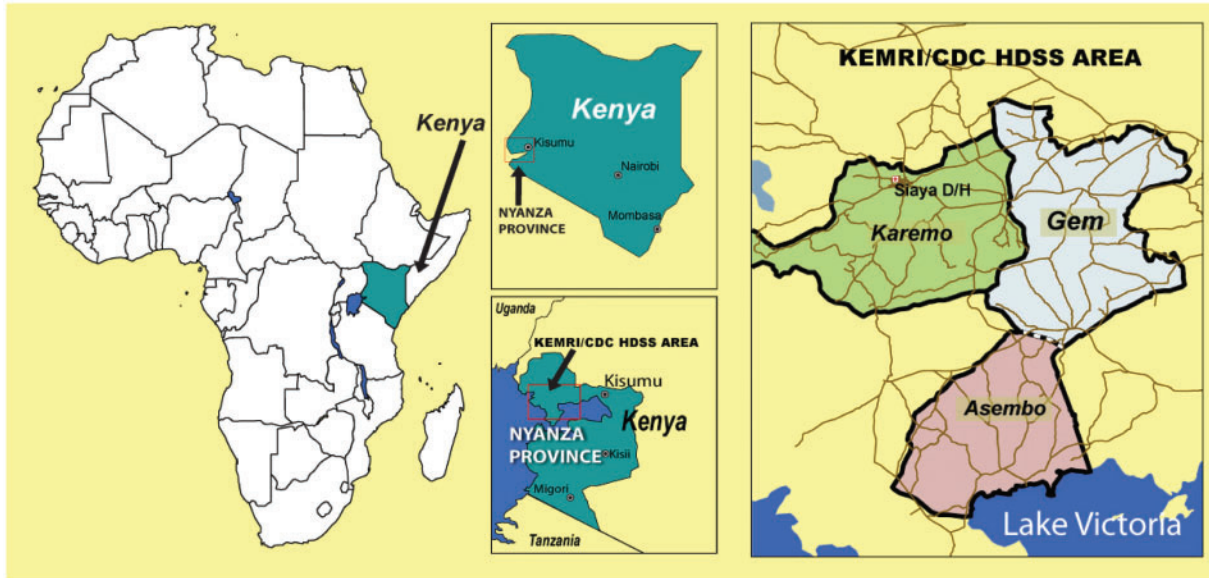 Kenya
Kenya
Kisumu
Nairobi
NYANZA
PROVINCE
Mombasa
Uganda
KEMRI/CDC HDSS AREA
Kisumu
Kenya
NYANZA
PROVINCE
Kisii
Migori
Tanzania
KEMRI/CDC HDSS AREA
Siaya D/H
Karemo
Gem
Asembo
Lake Victoria